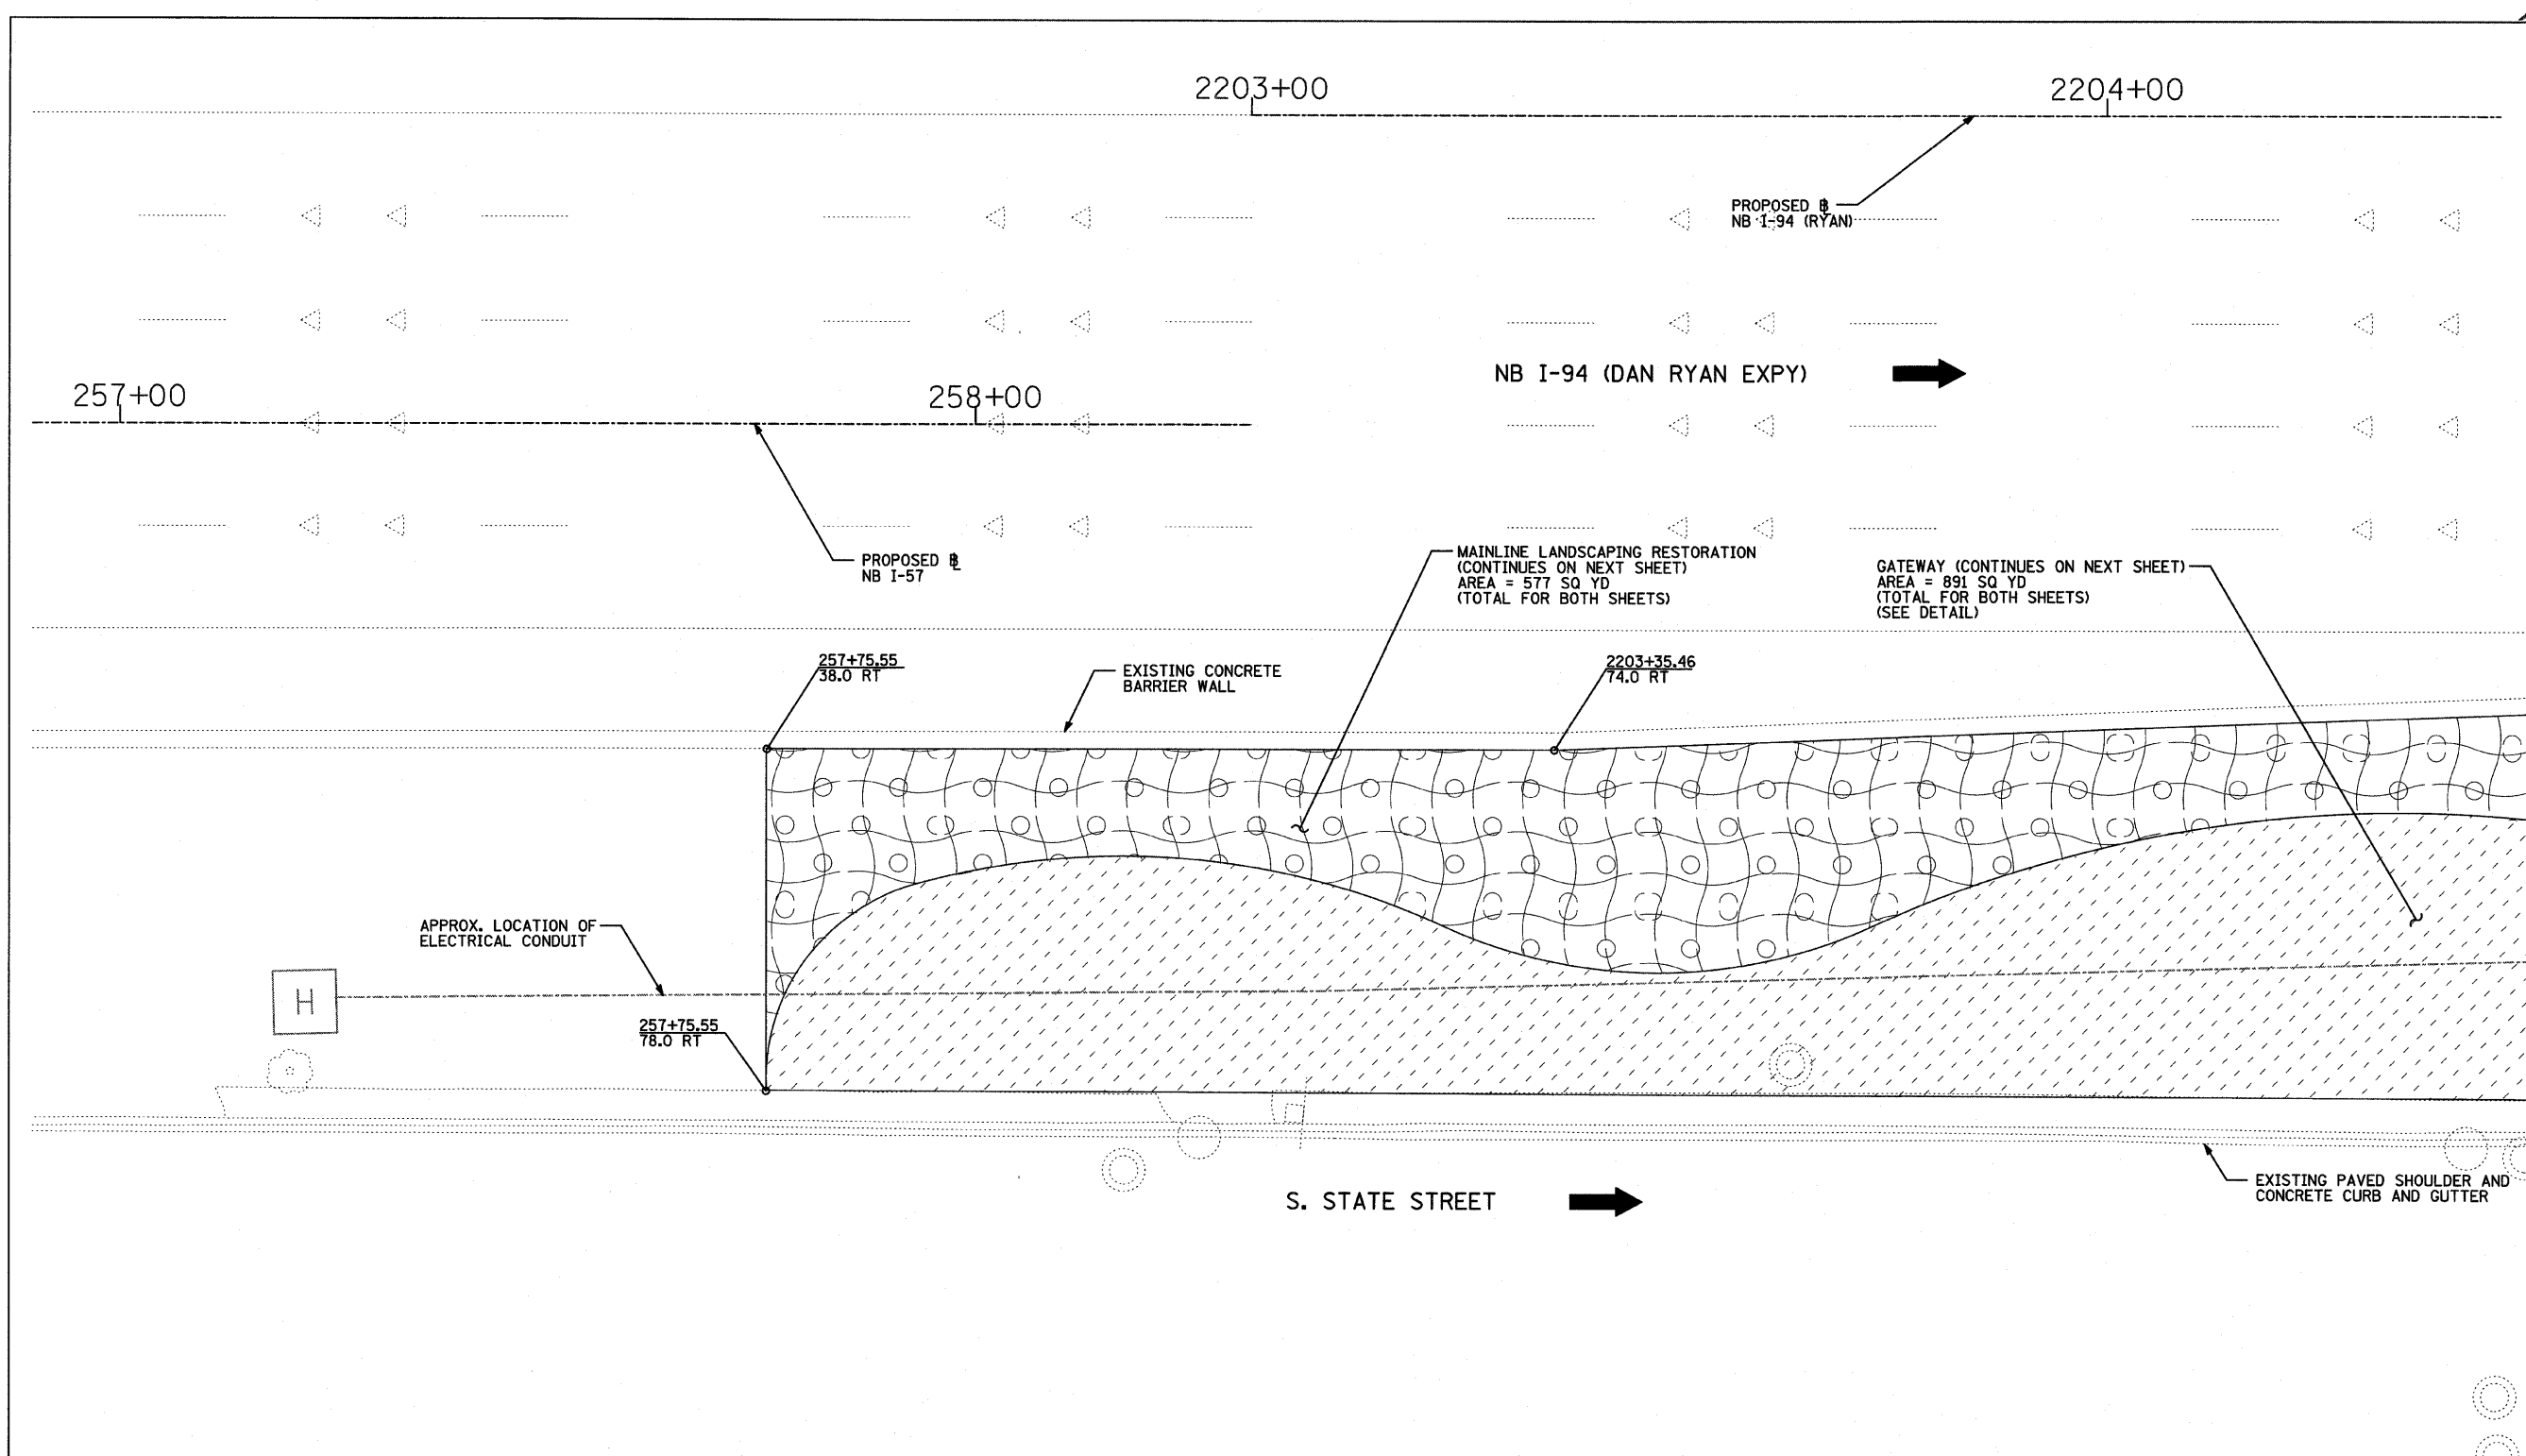 2203+00
2204+00
PROPOSED ℄
NB I-94 (RYAN)
NB I-94 (DAN RYAN EXPY)
257+00
258+00
PROPOSED ℄
NB I-57
MAINLINE LANDSCAPING RESTORATION
(CONTINUES ON NEXT SHEET)
AREA = 577 SQ YD
(TOTAL FOR BOTH SHEETS)
GATEWAY (CONTINUES ON NEXT SHEET)
AREA = 891 SQ YD
(TOTAL FOR BOTH SHEETS)
(SEE DETAIL)
257+75.55
38.0 RT
EXISTING CONCRETE
BARRIER WALL
2203+35.46
74.0 RT
APPROX. LOCATION OF
ELECTRICAL CONDUIT
H
257+75.55
78.0 RT
EXISTING PAVED SHOULDER AND
CONCRETE CURB AND GUTTER
S. STATE STREET